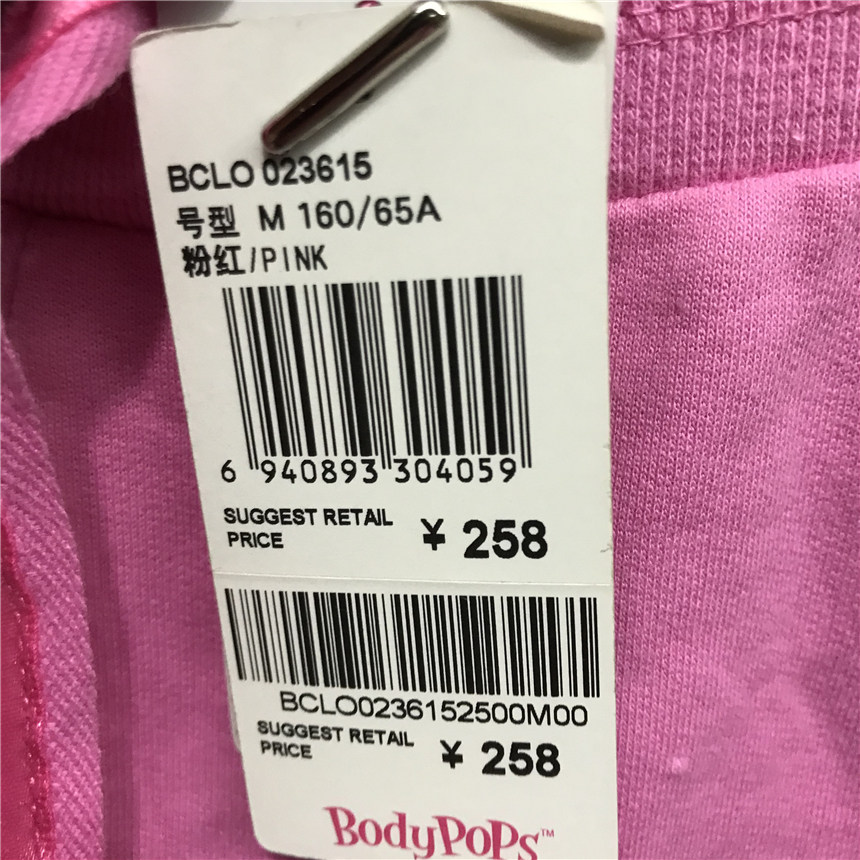 BCLO 023615
号型 M 160/65A
粉红/PINK
6 940893 304059
SUGGEST RETAIL
PRICE ¥ 258
BCLO0236152500M00
SUGGEST RETAIL
PRICE ¥ 258
BodyPoPs™